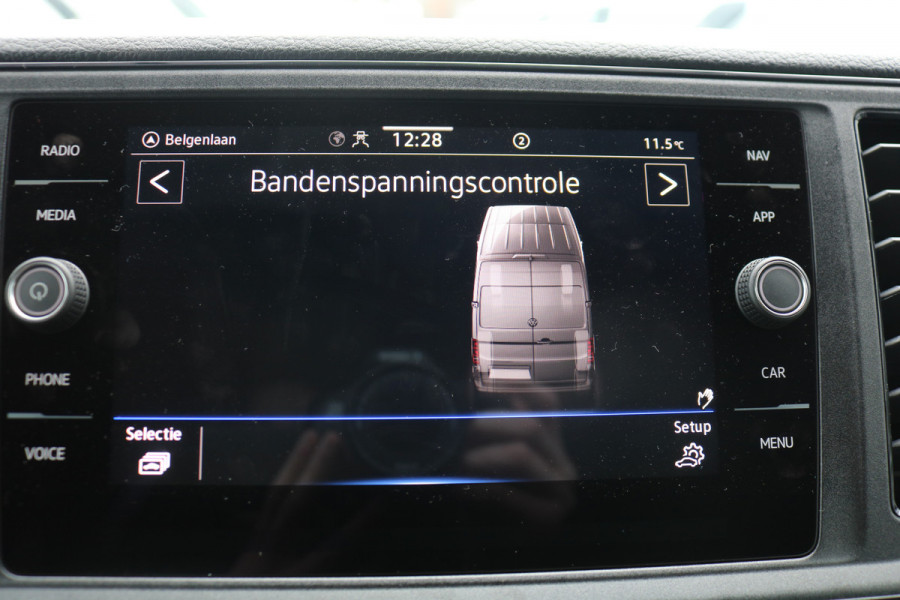 RADIO
MEDIA
PHONE
VOICE
Belgenlaan
12:28
2
11.5°C
< Bandenspanningscontrole >
Selectie
Setup
NAV
APP
CAR
MENU